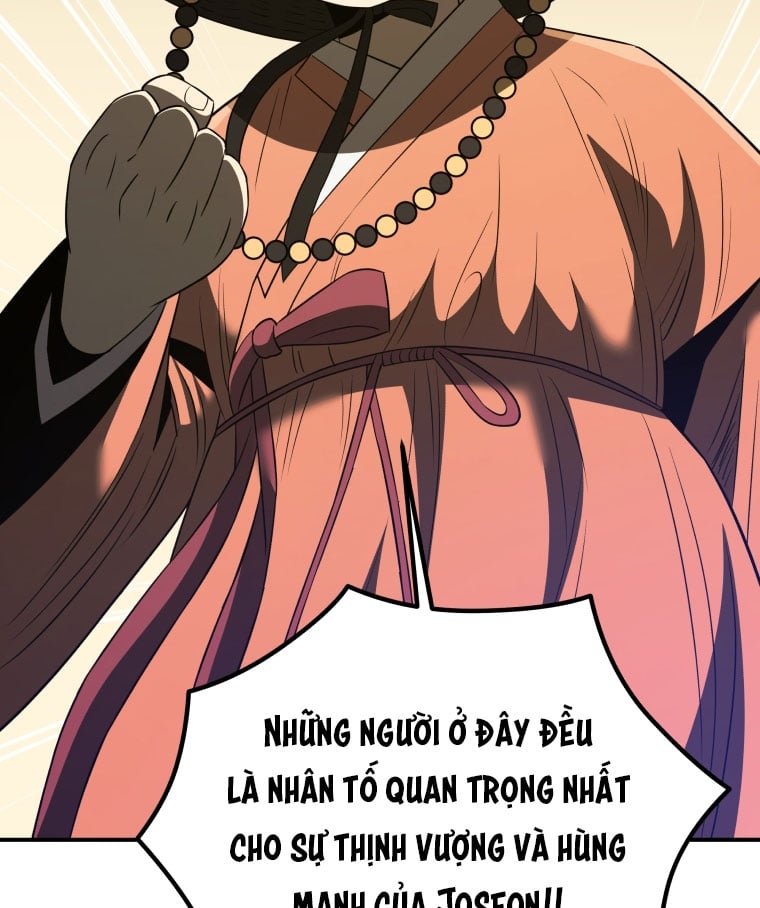 NHỮNG NGƯỜI Ở ĐÂY ĐỀU
LÀ NHÂN TỐ QUAN TRỌNG NHẤT
CHO SỰ THỊNH VƯỢNG VÀ HÙNG
MẠNH CỦA JOSEON!!